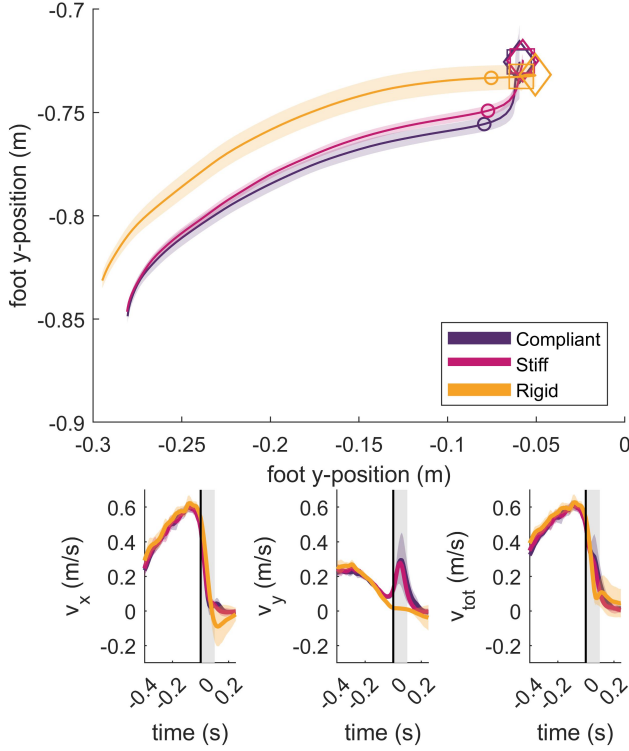 -0.7
-0.75
-0.8
-0.85
-0.9
foot y-position (m)
Compliant
Stiff
Rigid
-0.3 -0.25 -0.2 -0.15 -0.1 -0.05 0
foot y-position (m)
0.6
0.4
0.2
0
-0.2
v_x (m/s)
-0.4 -0.2 0 0.2
time (s)
0.6
0.4
0.2
0
-0.2
v_y (m/s)
-0.4 -0.2 0 0.2
time (s)
0.6
0.4
0.2
0
-0.2
v_tot (m/s)
-0.4 -0.2 0 0.2
time (s)